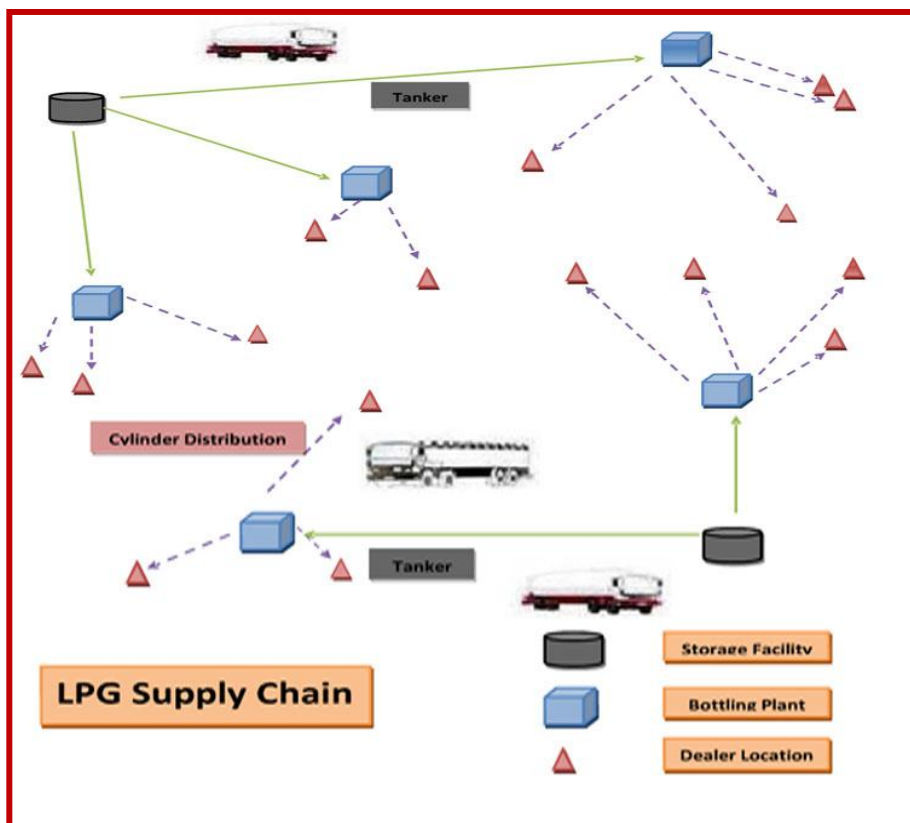 Tanker
Cylinder Distribution
Tanker
Storage Facility
LPG Supply Chain
Bottling Plant
Dealer Location